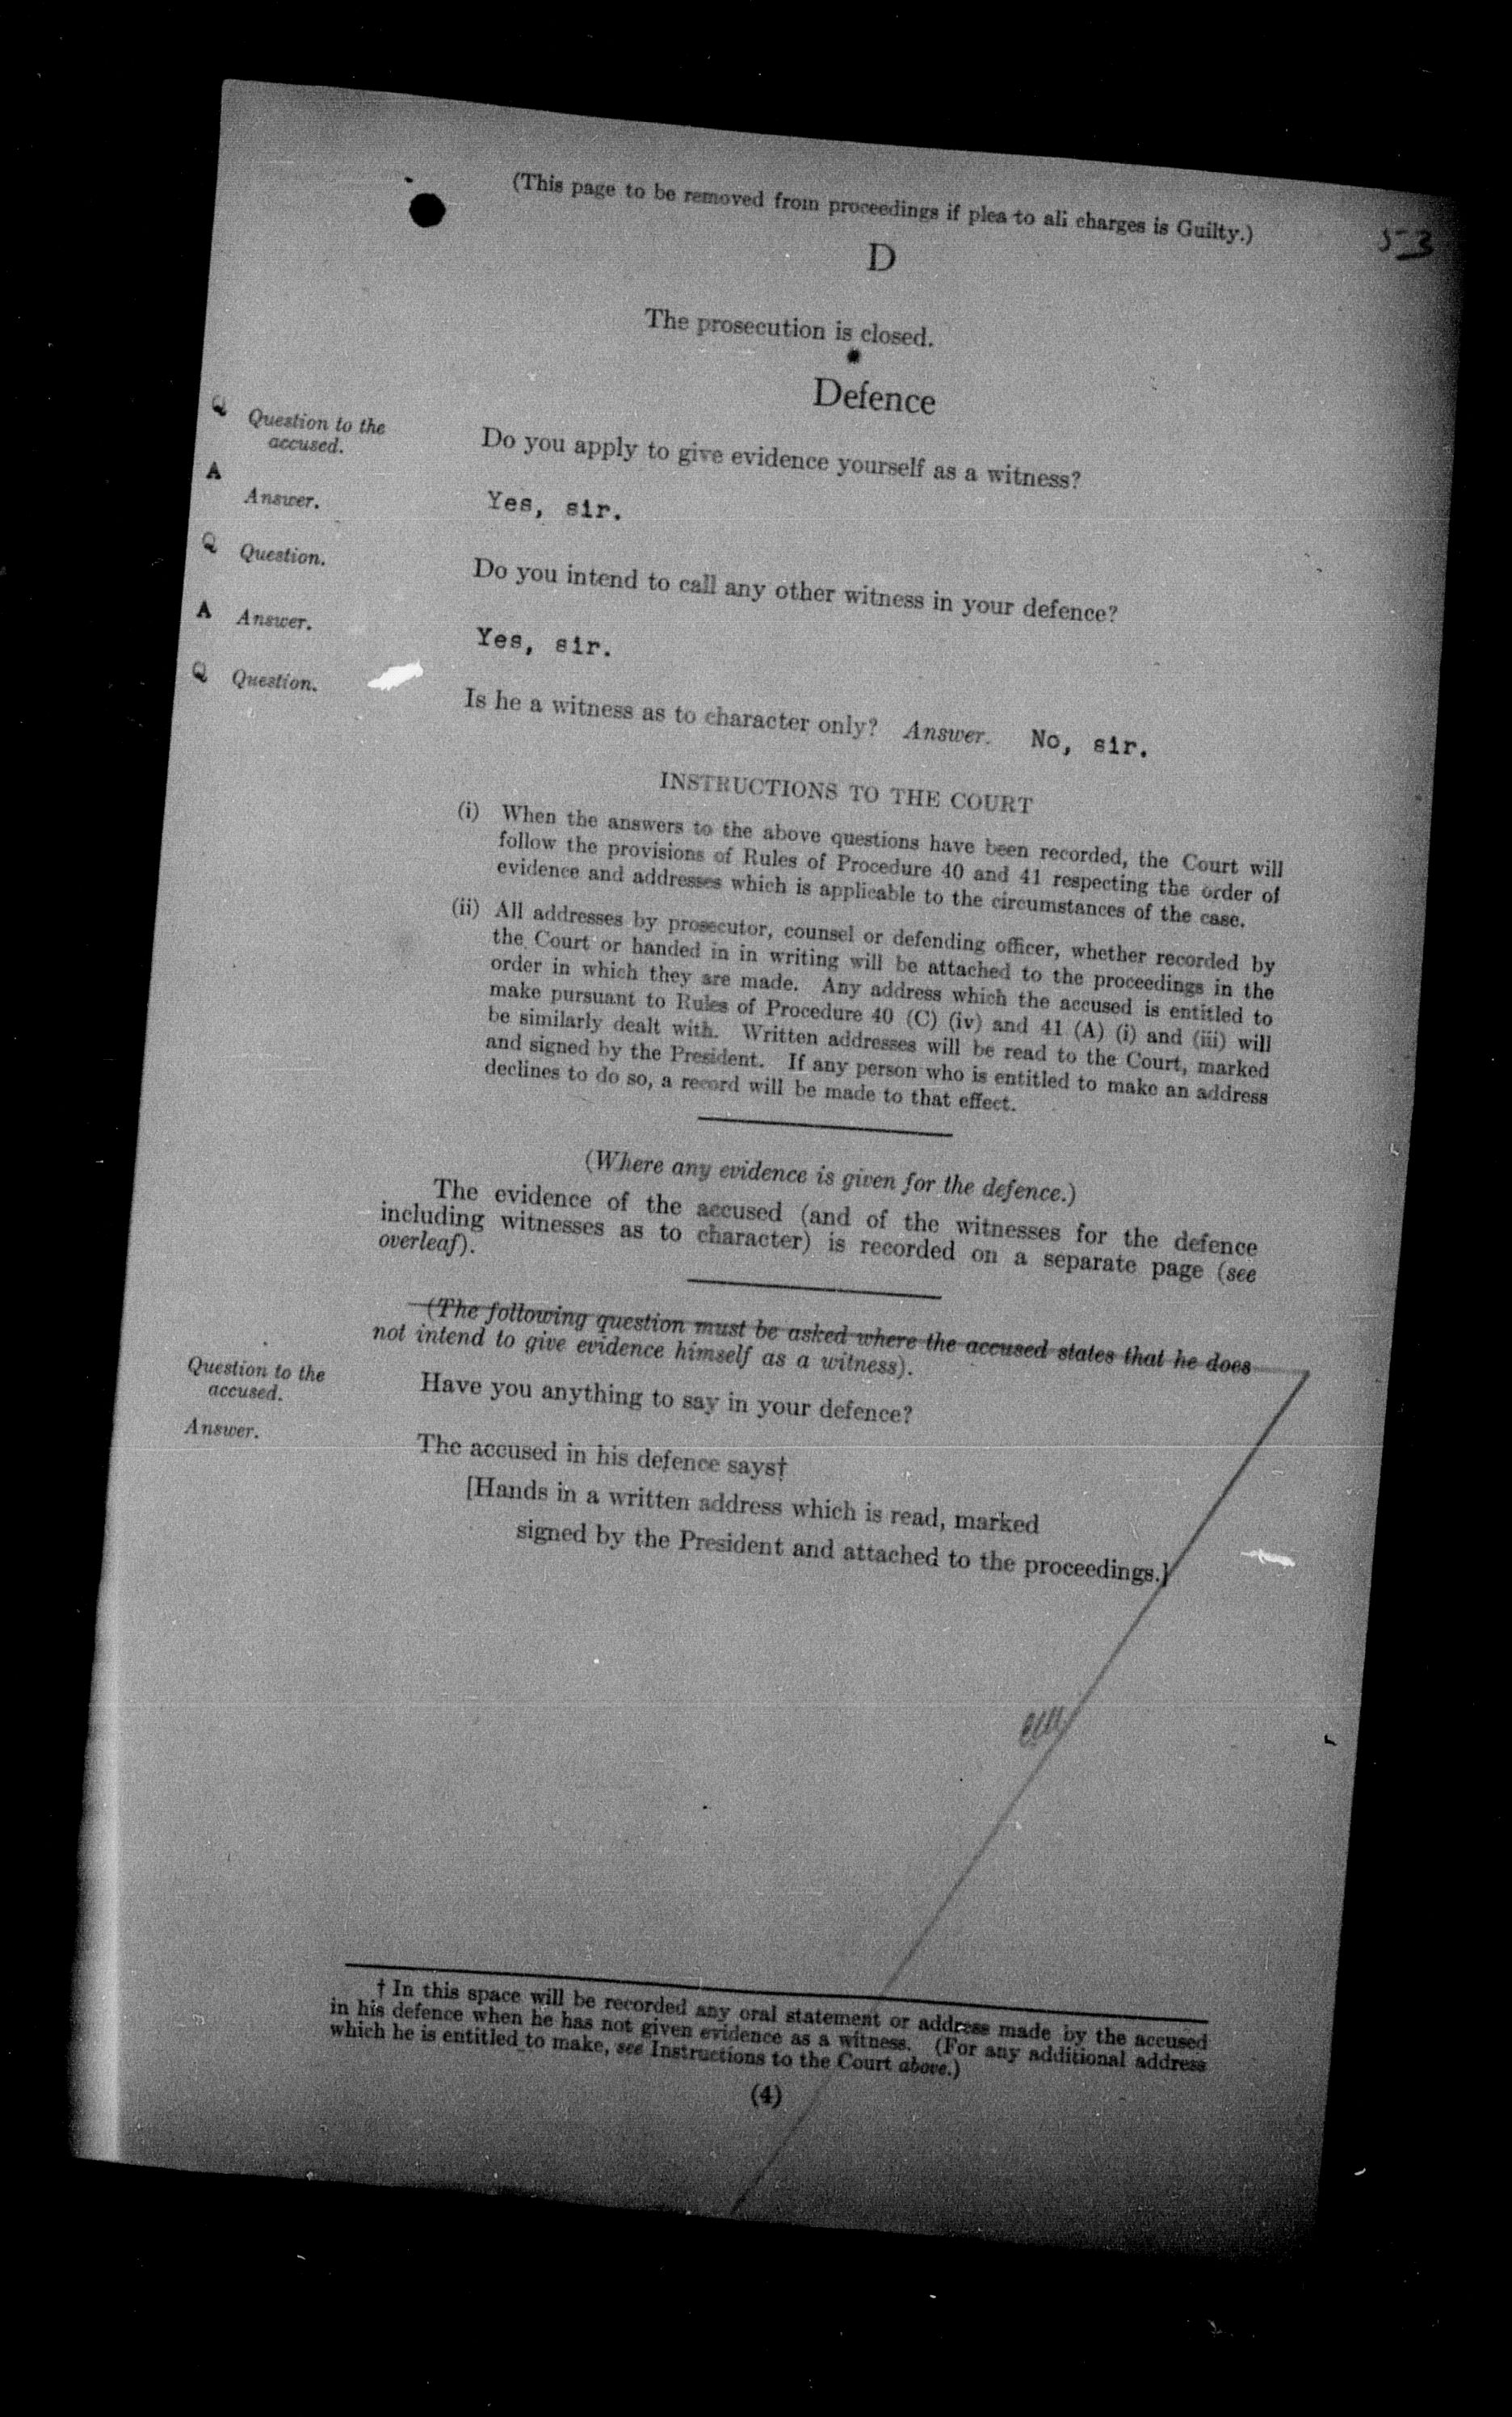 (This page to be removed from proceedings if plea to all charges is Guilty.)
53
D
The prosecution is closed.
Defence
Q Question to the accused. Do you apply to give evidence yourself as a witness?
A Answer. Yes, sir.
Q Question. Do you intend to call any other witness in your defence?
A Answer. Yes, sir.
Q Question. Is he a witness as to character only? Answer. No, sir.
INSTRUCTIONS TO THE COURT
(i) When the answers to the above questions have been recorded, the Court will
follow the provisions of Rules of Procedure 40 and 41 respecting the order of
evidence and addresses which is applicable to the circumstances of the case.
(ii) All addresses by prosecutor, counsel or defending officer, whether recorded by
the Court or handed in in writing will be attached to the proceedings in the
order in which they are made. Any address which the accused is entitled to
make pursuant to Rules of Procedure 40 (C) (iv) and 41 (A) (i) and (iii) will
be similarly dealt with. Written addresses will be read to the Court, marked
and signed by the President. If any person who is entitled to make an address
declines to do so, a record will be made to that effect.
(Where any evidence is given for the defence.)
The evidence of the accused (and of the witnesses for the defence
including witnesses as to character) is recorded on a separate page (see
overleaf).
(The following question must be asked where the accused states that he does
not intend to give evidence himself as a witness).
Question to the accused. Have you anything to say in your defence?
Answer. The accused in his defence says†
[Hands in a written address which is read, marked
signed by the President and attached to the proceedings.]
† In this space will be recorded any oral statement or address made by the accused
in his defence when he has not given evidence as a witness. (For any additional address
which he is entitled to make, see Instructions to the Court above.)
(4)